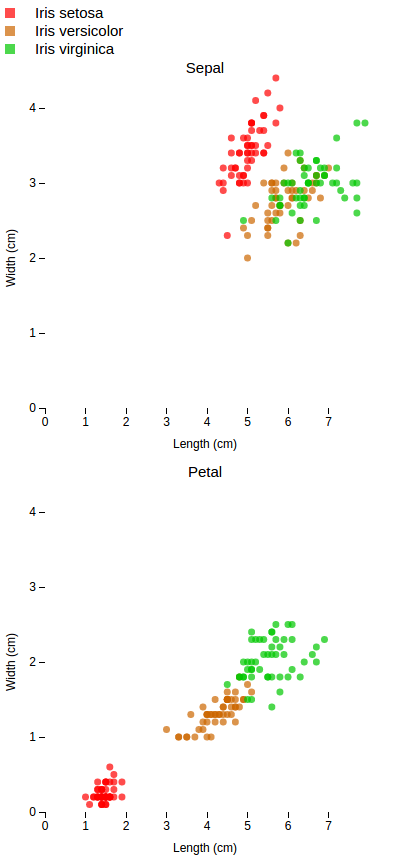 Iris setosa
Iris versicolor
Iris virginica
Sepal
4
3
2
1
0
0 1 2 3 4 5 6 7
Width (cm)
Length (cm)
Petal
4
3
2
1
0
0 1 2 3 4 5 6 7
Width (cm)
Length (cm)